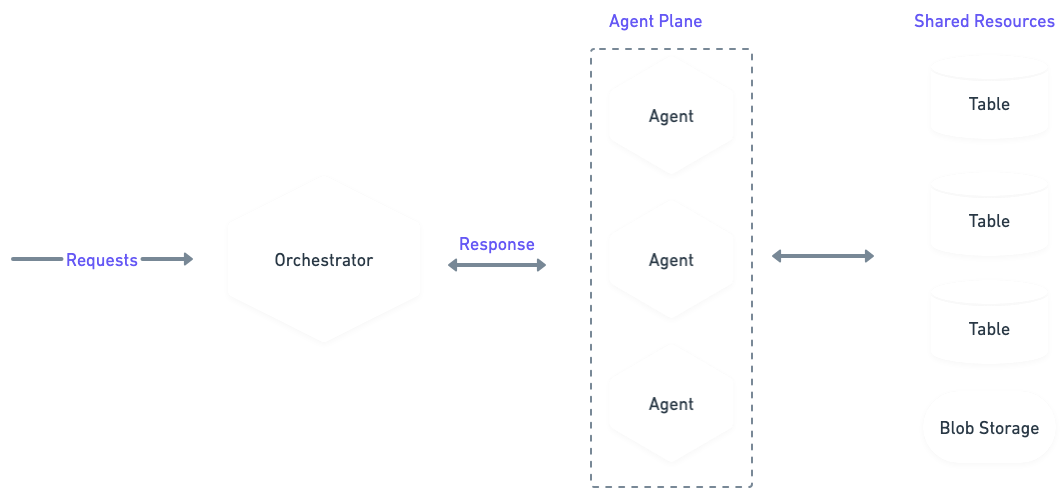 Agent Plane
Shared Resources
Requests
Orchestrator
Response
Agent
Agent
Agent
Table
Table
Table
Blob Storage